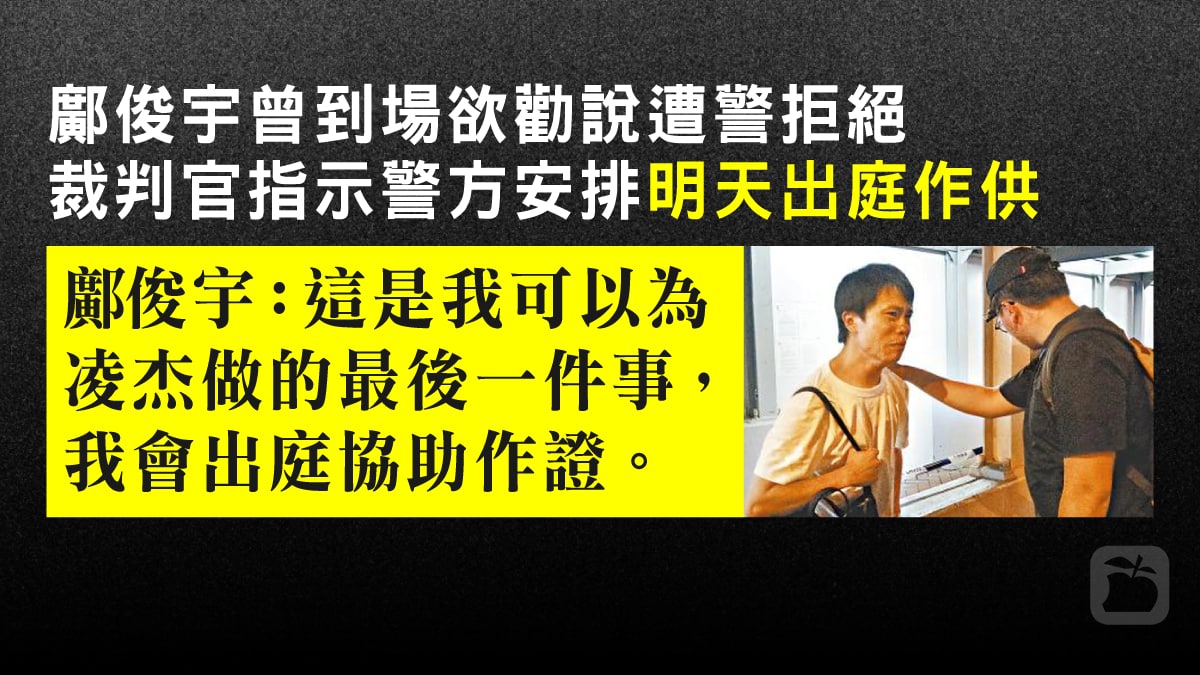 鄺俊宇曾到場欲勸說遭警拒絕
裁判官指示警方安排明天出庭作供
鄺俊宇：這是我可以為
凌杰做的最後一件事，
我會出庭協助作證。